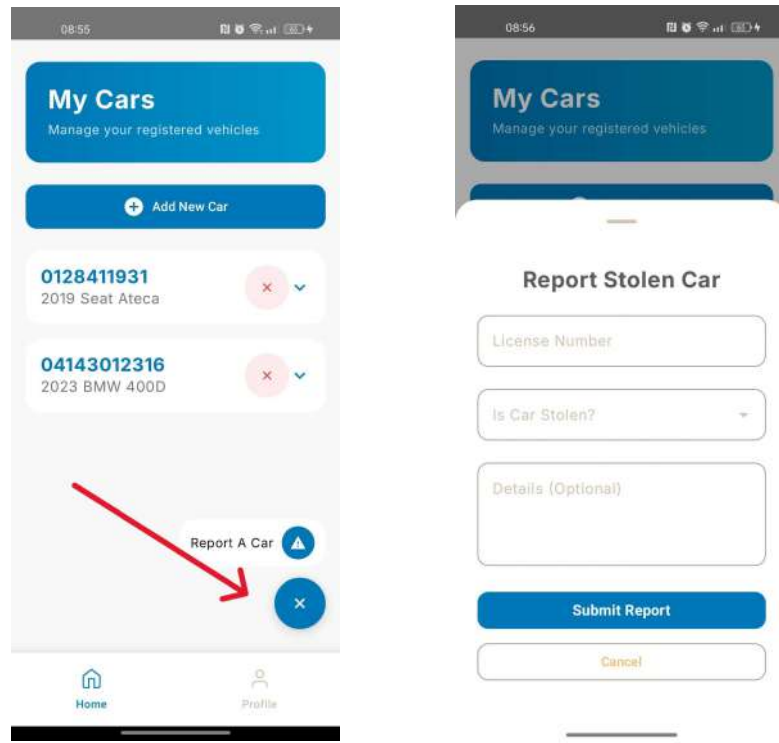 08:55
My Cars
Manage your registered vehicles
Add New Car
0128411931
2019 Seat Ateca
04143012316
2023 BMW 400D
Report A Car
Home
Profile
08:56
My Cars
Manage your registered vehicles
Report Stolen Car
License Number
Is Car Stolen?
Details (Optional)
Submit Report
Cancel